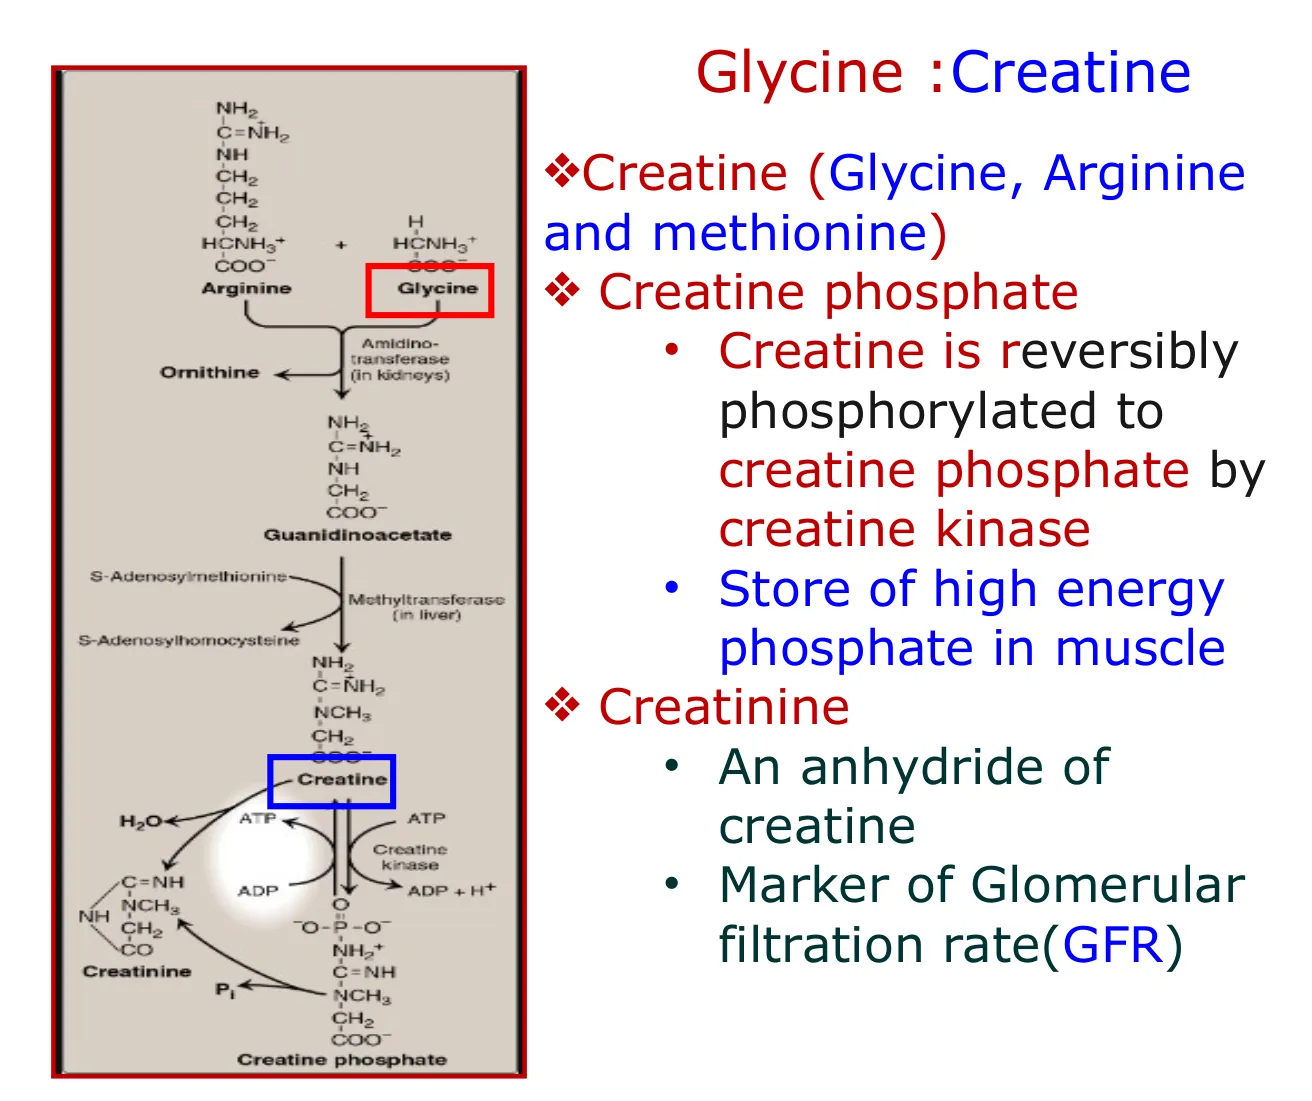 Glycine :Creatine
❖Creatine (Glycine, Arginine
and methionine)
❖ Creatine phosphate
• Creatine is reversibly
phosphorylated to
creatine phosphate by
creatine kinase
• Store of high energy
phosphate in muscle
❖ Creatinine
• An anhydride of
creatine
• Marker of Glomerular
filtration rate(GFR)
NH₂
C=NH₂⁺
NH
CH₂
CH₂
CH₂
HCNH₃⁺
COO⁻
Arginine
+
H
HCNH₃⁺
COO⁻
Glycine
Amidino-
transferase
(in kidneys)
Ornithine
NH₂
C=NH₂⁺
NH
CH₂
COO⁻
Guanidinoacetate
S-Adenosylmethionine
Methyltransferase
(in liver)
S-Adenosylhomocysteine
NH₂
C=NH₂⁺
NCH₃
CH₂
COO⁻
Creatine
H₂O
ATP
ATP
Creatine
kinase
ADP
ADP + H⁺
C=NH
NCH₃
NH
CH₂
CO
Creatinine
O
⁻O-P-O⁻
NH₂⁺
C=NH
NCH₃
CH₂
COO⁻
Pi
Creatine phosphate